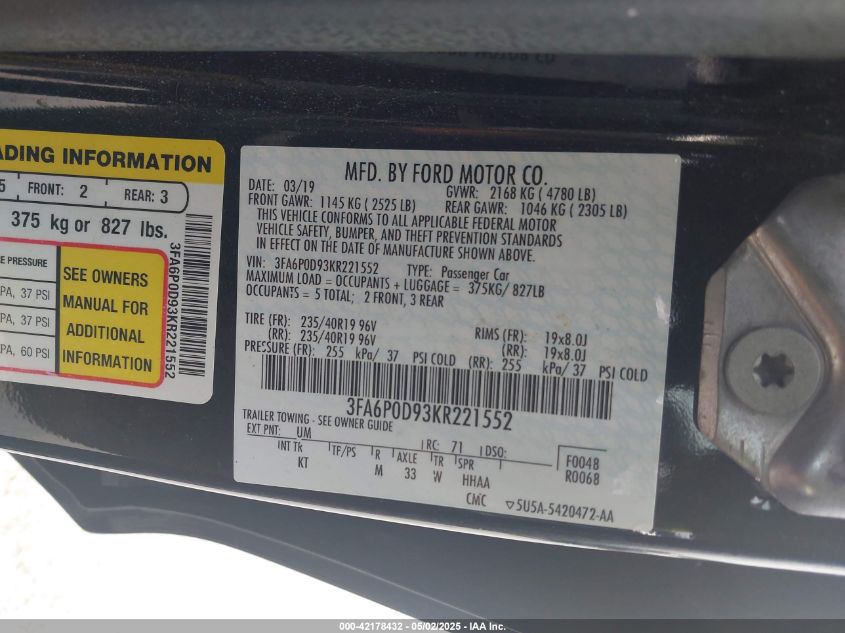 ADING INFORMATION
5 FRONT: 2 REAR: 3
375 kg or 827 lbs.
E PRESSURE
PA, 37 PSI
PA, 37 PSI
PA, 60 PSI
SEE OWNERS
MANUAL FOR
ADDITIONAL
INFORMATION
3FA6P0D93KR221552
MFD. BY FORD MOTOR CO.
DATE: 03/19 GVWR: 2168 KG ( 4780 LB)
FRONT GAWR: 1145 KG ( 2525 LB) REAR GAWR: 1046 KG ( 2305 LB)
THIS VEHICLE CONFORMS TO ALL APPLICABLE FEDERAL MOTOR
VEHICLE SAFETY, BUMPER, AND THEFT PREVENTION STANDARDS
IN EFFECT ON THE DATE OF MANUFACTURE SHOWN ABOVE.
VIN: 3FA6P0D93KR221552 TYPE: Passenger Car
MAXIMUM LOAD = OCCUPANTS + LUGGAGE = 375KG/ 827LB
OCCUPANTS = 5 TOTAL; 2 FRONT, 3 REAR
TIRE (FR): 235/40R19 96V RIMS (FR): 19x8.0J
(RR): 235/40R19 96V (RR): 19x8.0J
PRESSURE (FR): 255 kPa/ 37 PSI COLD (RR): 255 kPa/ 37 PSI COLD
3FA6P0D93KR221552
TRAILER TOWING - SEE OWNER GUIDE
EXT PNT: UM RC: 71 DSO: F0048
INT TR TP/PS R AXLE TR SPR R0068
KT M 33 W HHAA
CMC ▽5U5A-5420472-AA
000-42178432 - 05/02/2025 - IAA Inc.